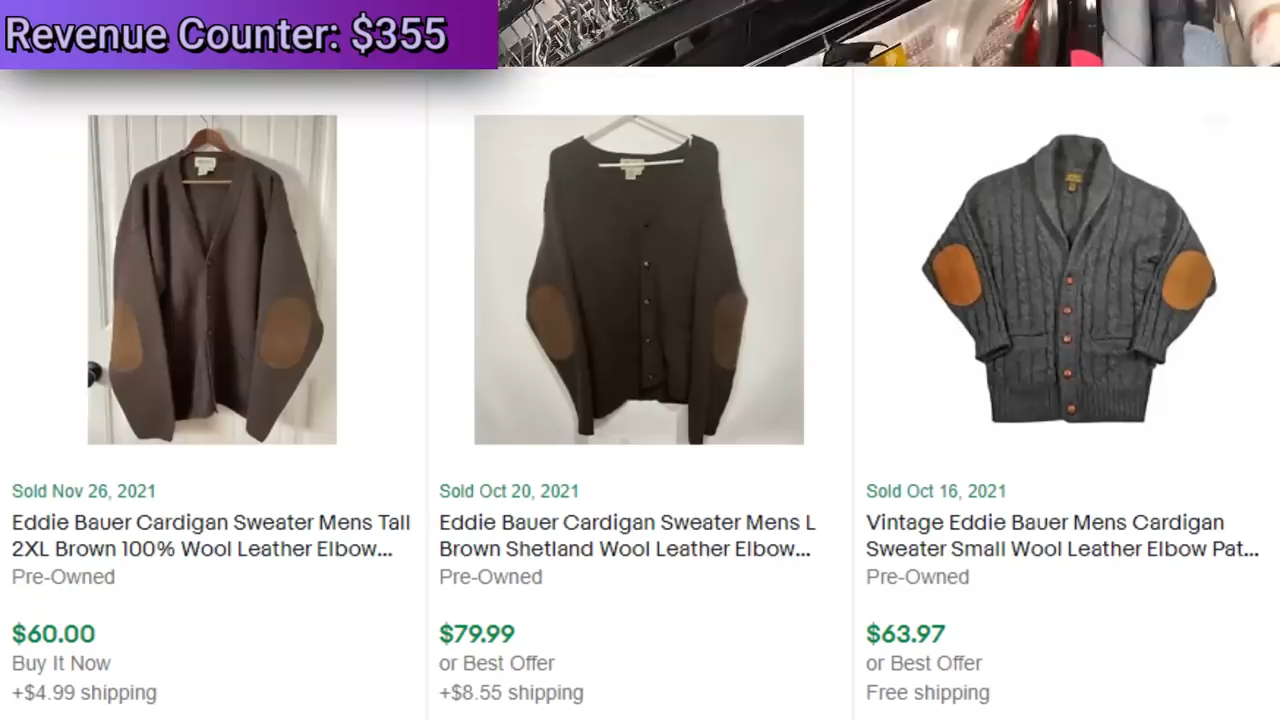 Revenue Counter: $355
Sold Nov 26, 2021
Eddie Bauer Cardigan Sweater Mens Tall
2XL Brown 100% Wool Leather Elbow...
Pre-Owned
$60.00
Buy It Now
+$4.99 shipping
Sold Oct 20, 2021
Eddie Bauer Cardigan Sweater Mens L
Brown Shetland Wool Leather Elbow...
Pre-Owned
$79.99
or Best Offer
+$8.55 shipping
Sold Oct 16, 2021
Vintage Eddie Bauer Mens Cardigan
Sweater Small Wool Leather Elbow Pat...
Pre-Owned
$63.97
or Best Offer
Free shipping